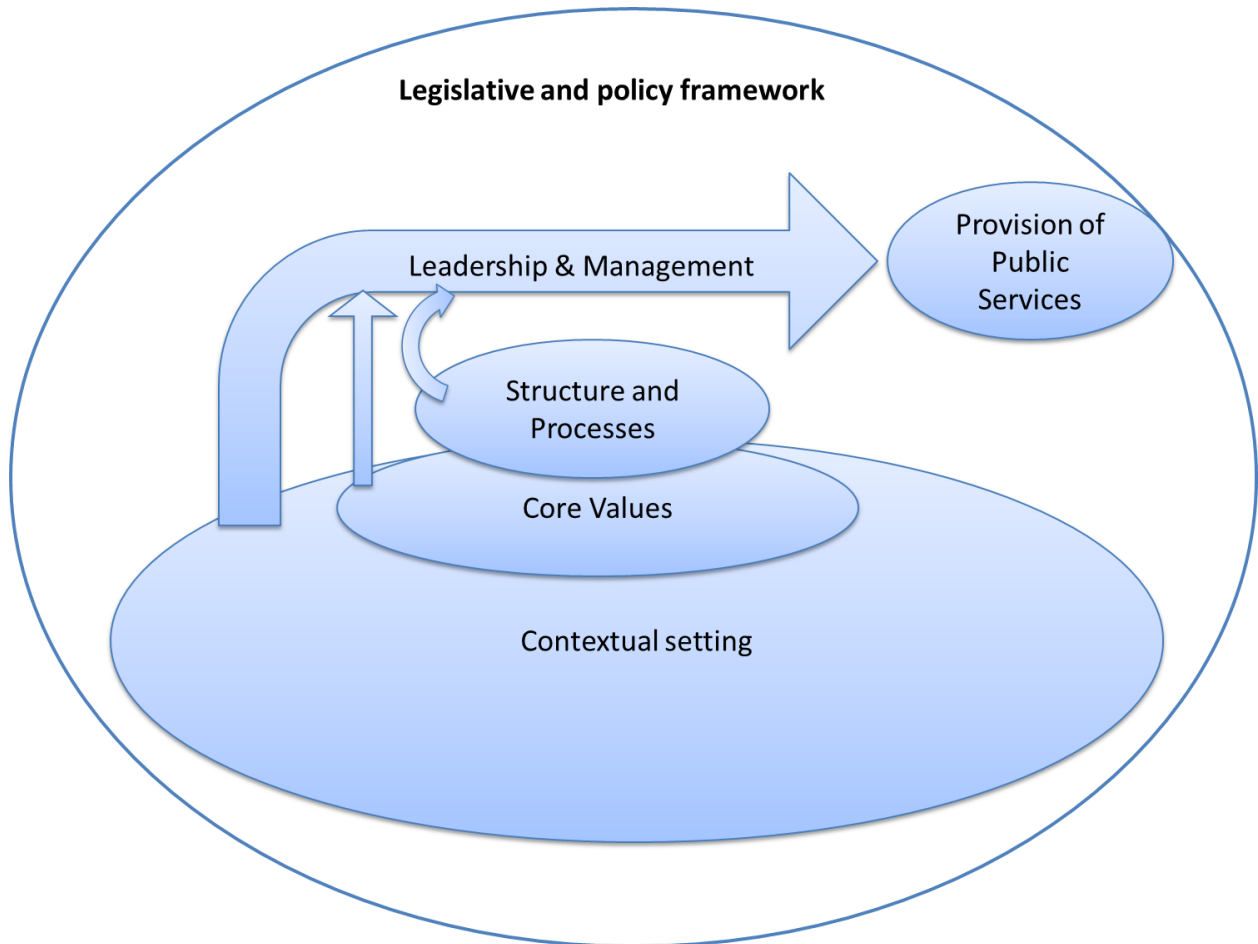 Legislative and policy framework
Provision of
Public
Services
Leadership & Management
Structure and
Processes
Core Values
Contextual setting